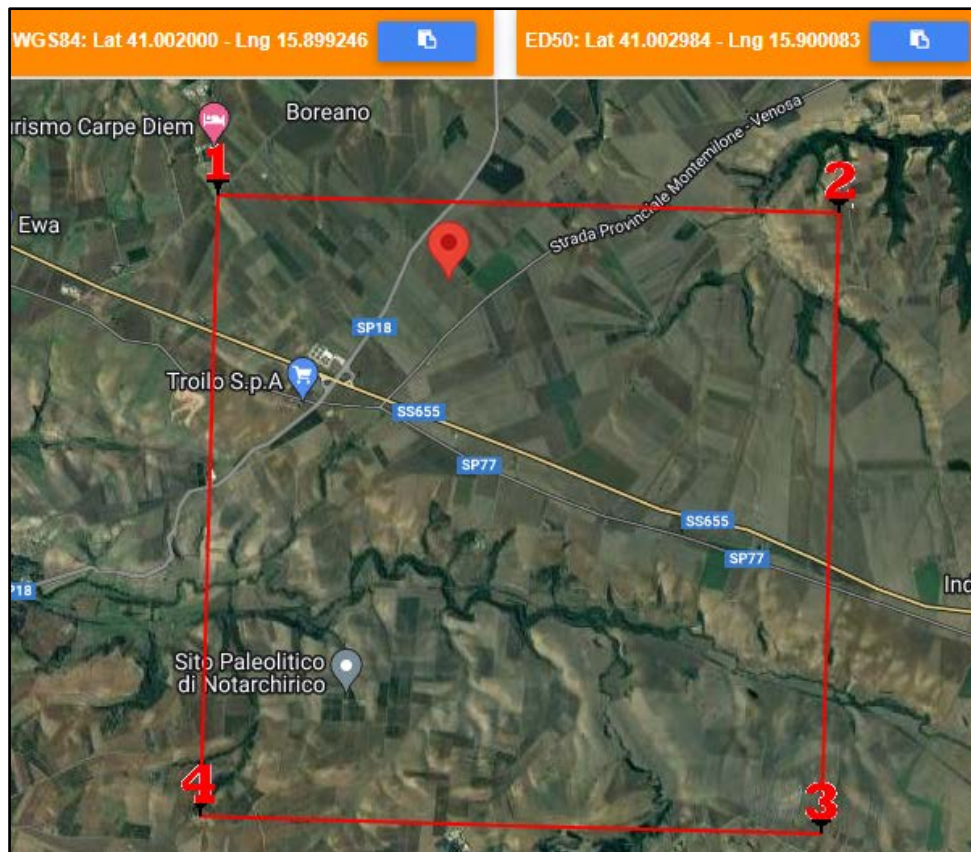 WGS84: Lat 41.002000 - Lng 15.899246
ED50: Lat 41.002984 - Lng 15.900083
Boreano
urismo Carpe Diem
1
2
Strada Provinciale Montemilone - Venosa
Ewa
SP18
Troilo S.p.A
SS655
SP77
SS655
SP77
P18
Ind
Sito Paleolitico
di Notarchirico
4
3